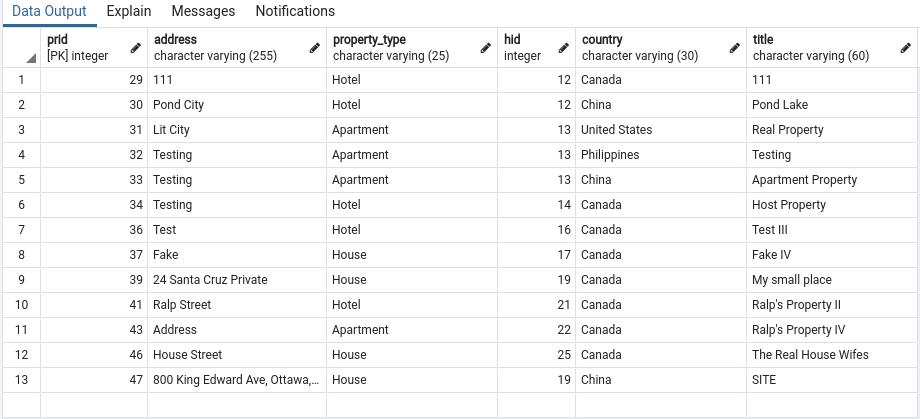 Data Output Explain Messages Notifications
prid address property_type hid country title
[PK] integer character varying (255) character varying (25) integer character varying (30) character varying (60)
1 29 111 Hotel 12 Canada 111
2 30 Pond City Hotel 12 China Pond Lake
3 31 Lit City Apartment 13 United States Real Property
4 32 Testing Apartment 13 Philippines Testing
5 33 Testing Apartment 13 China Apartment Property
6 34 Testing Hotel 14 Canada Host Property
7 36 Test Hotel 16 Canada Test III
8 37 Fake House 17 Canada Fake IV
9 39 24 Santa Cruz Private House 19 Canada My small place
10 41 Ralp Street Hotel 21 Canada Ralp's Property II
11 43 Address Apartment 22 Canada Ralp's Property IV
12 46 House Street House 25 Canada The Real House Wifes
13 47 800 King Edward Ave, Ottawa,... House 19 China SITE